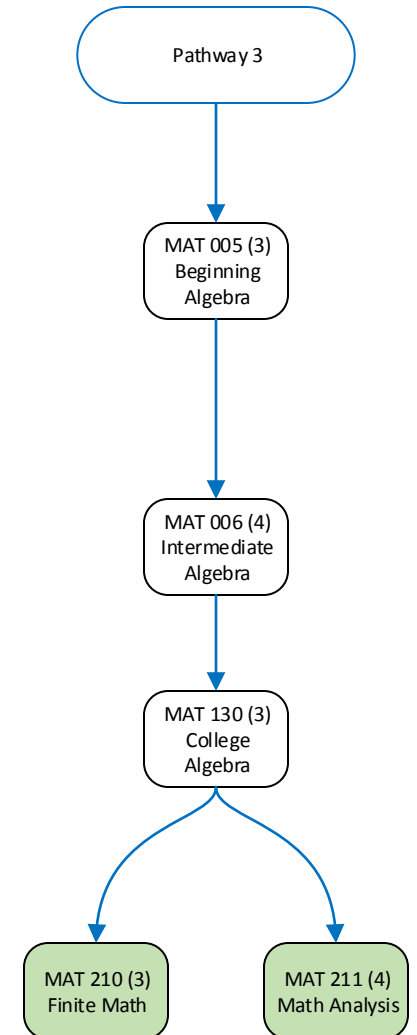 Pathway 3
MAT 005 (3)
Beginning
Algebra
MAT 006 (4)
Intermediate
Algebra
MAT 130 (3)
College
Algebra
MAT 210 (3)
Finite Math
MAT 211 (4)
Math Analysis